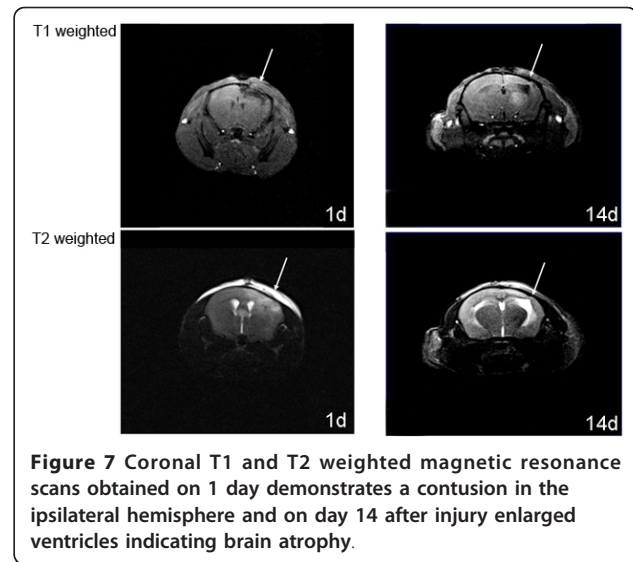 T1 weighted
1d
14d
T2 weighted
1d
14d
Figure 7 Coronal T1 and T2 weighted magnetic resonance
scans obtained on 1 day demonstrates a contusion in the
ipsilateral hemisphere and on day 14 after injury enlarged
ventricles indicating brain atrophy.